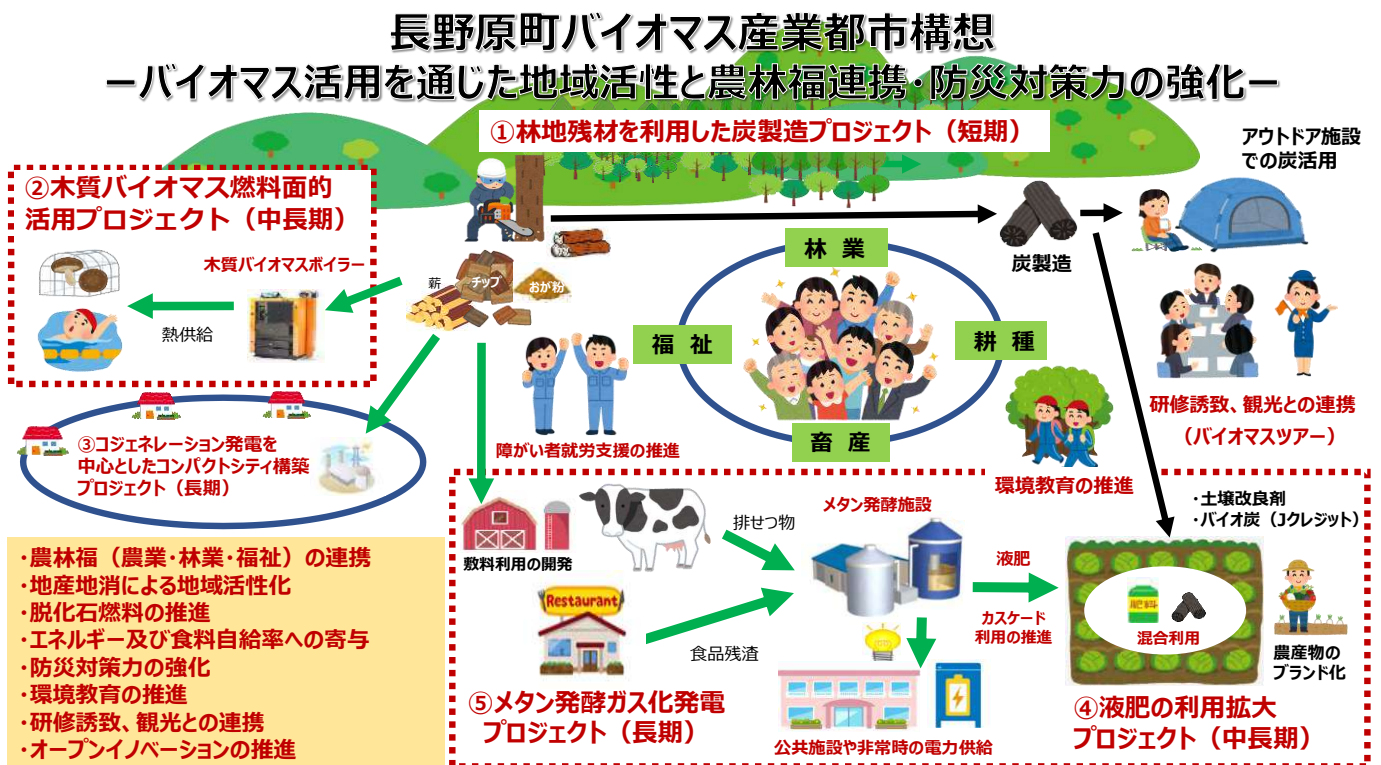 長野原町バイオマス産業都市構想
－バイオマス活用を通じた地域活性と農林福連携・防災対策力の強化－
①林地残材を利用した炭製造プロジェクト（短期）
アウトドア施設
での炭活用
②木質バイオマス燃料面的
活用プロジェクト（中長期）
木質バイオマスボイラー
熱供給
薪
チップ
おが粉
炭製造
林 業
福 祉
耕 種
畜 産
障がい者就労支援の推進
環境教育の推進
研修誘致、観光との連携
（バイオマスツアー）
③コジェネレーション発電を
中心としたコンパクトシティ構築
プロジェクト（長期）
・土壌改良剤
・バイオ炭（Jクレジット）
敷料利用の開発
排せつ物
メタン発酵施設
液肥
カスケード
利用の推進
Restaurant
食品残渣
肥料
混合利用
農産物の
ブランド化
⑤メタン発酵ガス化発電
プロジェクト（長期）
公共施設や非常時の電力供給
④液肥の利用拡大
プロジェクト（中長期）
・農林福（農業・林業・福祉）の連携
・地産地消による地域活性化
・脱化石燃料の推進
・エネルギー及び食料自給率への寄与
・防災対策力の強化
・環境教育の推進
・研修誘致、観光との連携
・オープンイノベーションの推進